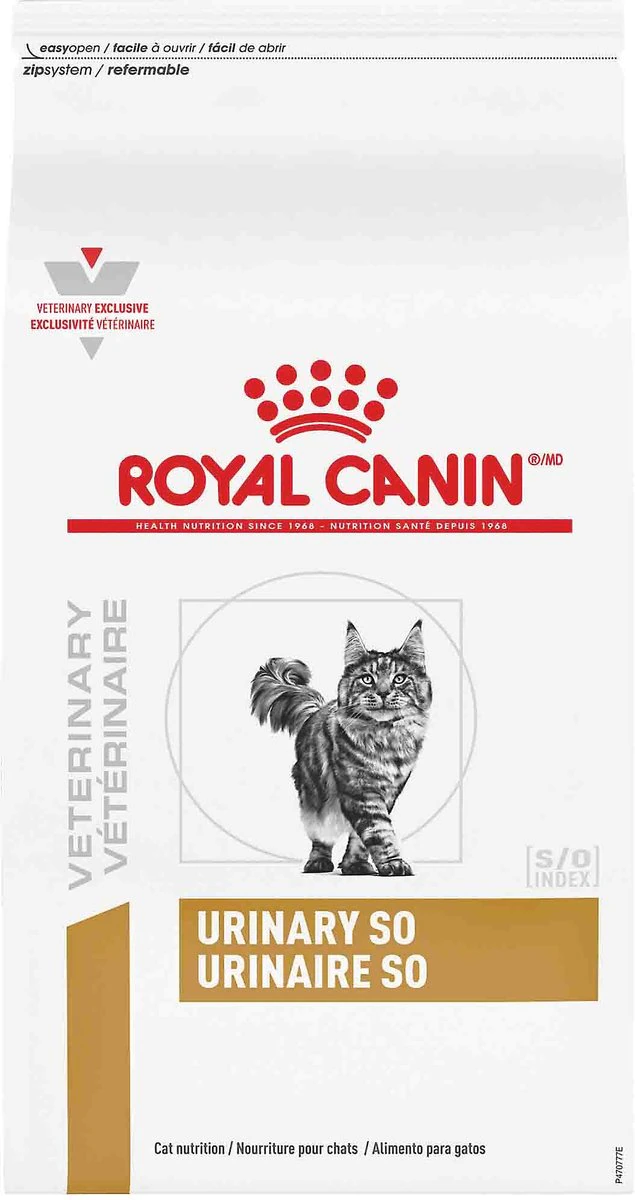 easyopen / facile à ouvrir / fácil de abrir
zipsystem / refermable
VETERINARY EXCLUSIVE
EXCLUSIVITÉ VÉTÉRINAIRE
ROYAL CANIN ®/MD
HEALTH NUTRITION SINCE 1968 - NUTRITION SANTÉ DEPUIS 1968
VETERINARY
VÉTÉRINAIRE
S/O
INDEX
URINARY SO
URINAIRE SO
Cat nutrition / Nourriture pour chats / Alimento para gatos
P470777E